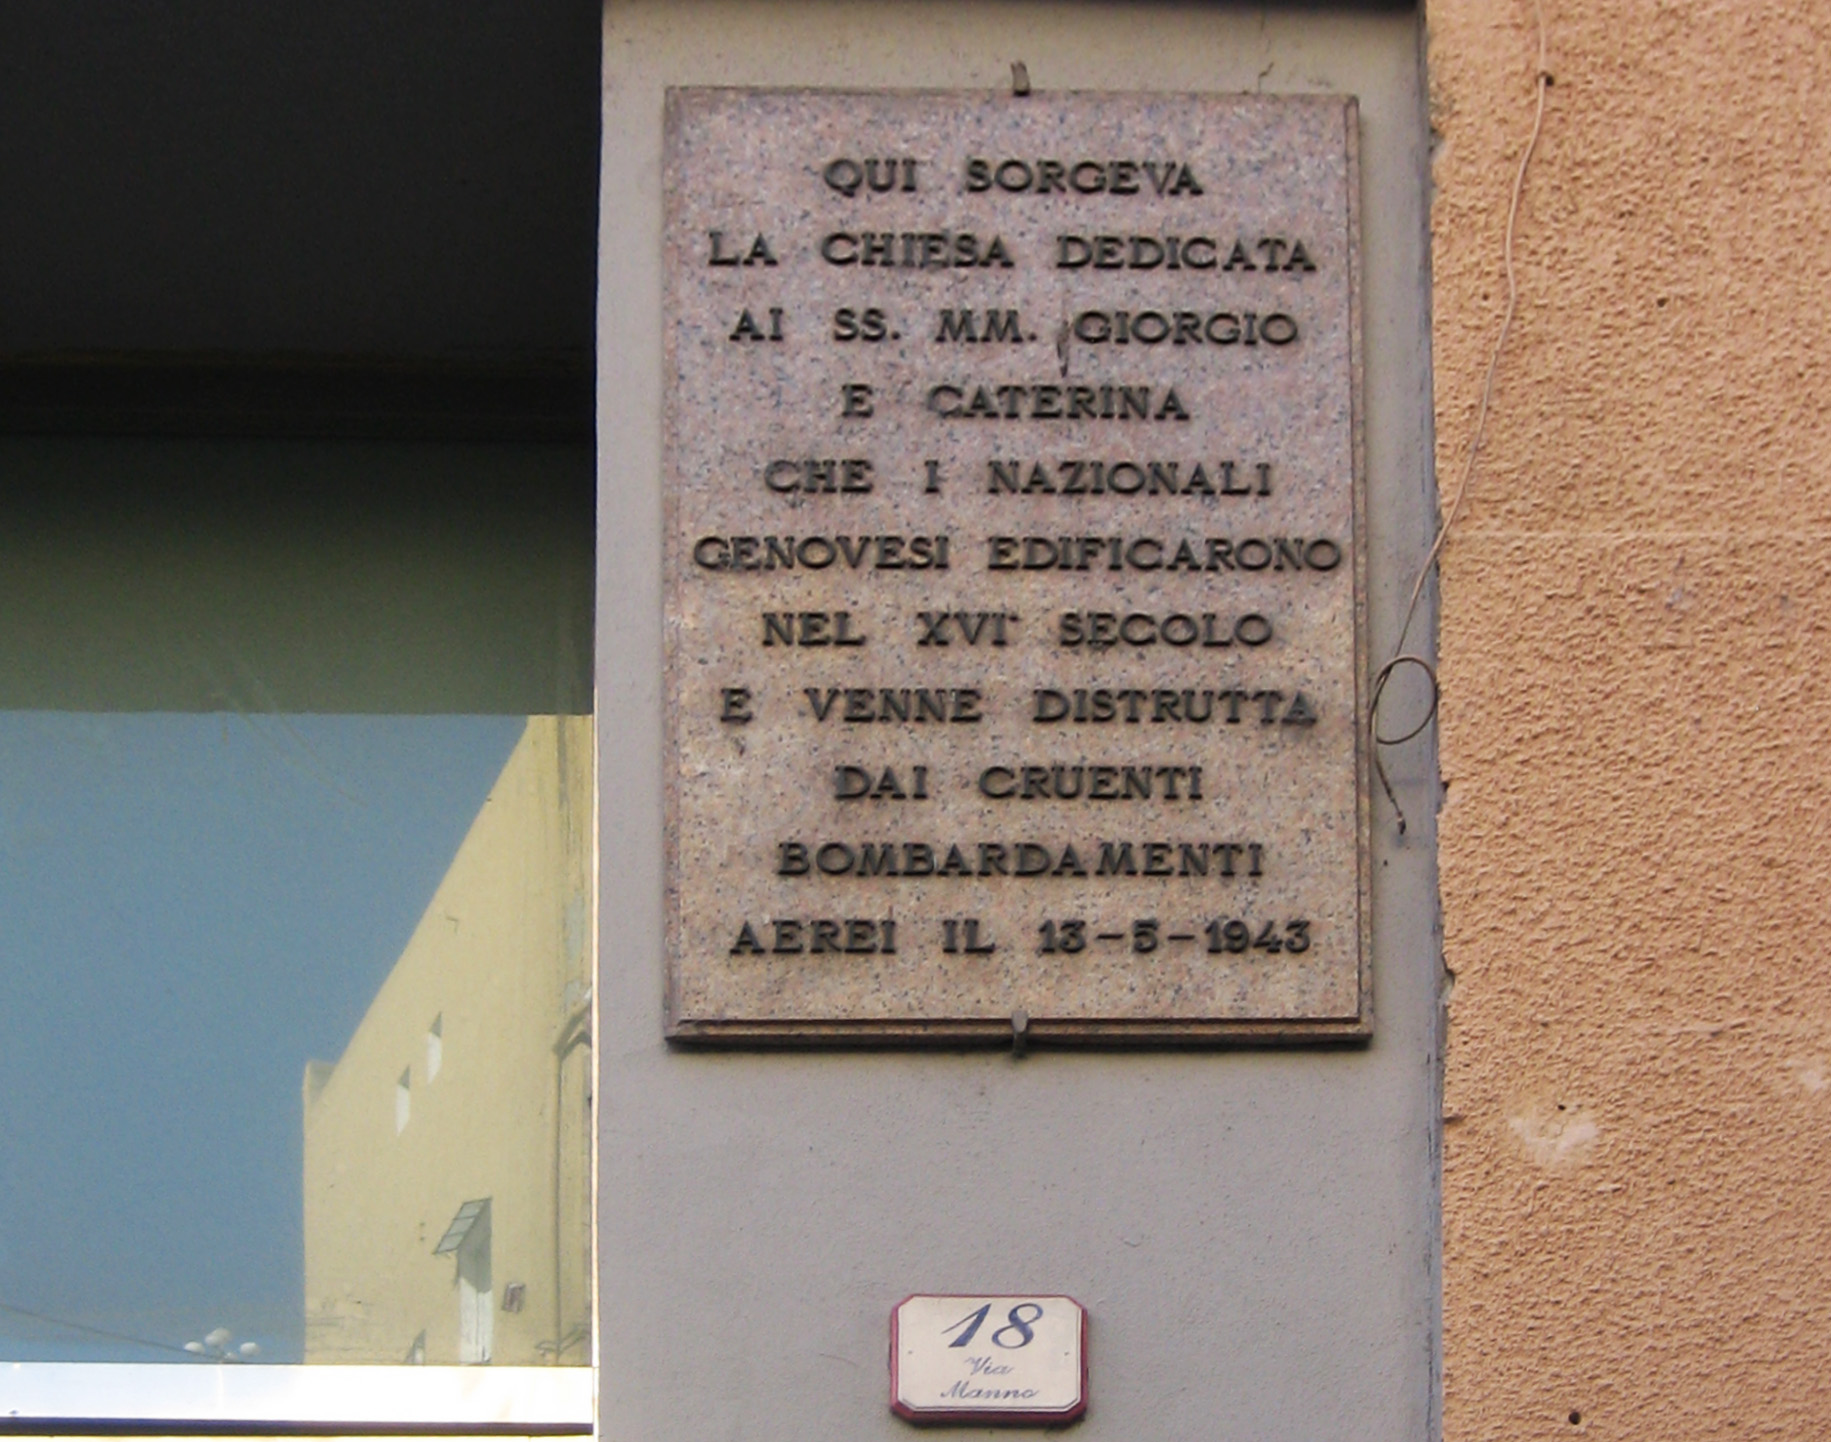 QUI SORGEVA
LA CHIESA DEDICATA
AI SS. MM. GIORGIO
E CATERINA
CHE I NAZIONALI
GENOVESI EDIFICARONO
NEL XVI SECOLO
E VENNE DISTRUTTA
DAI CRUENTI
BOMBARDAMENTI
AEREI IL 13-5-1943
18
Via
Manno